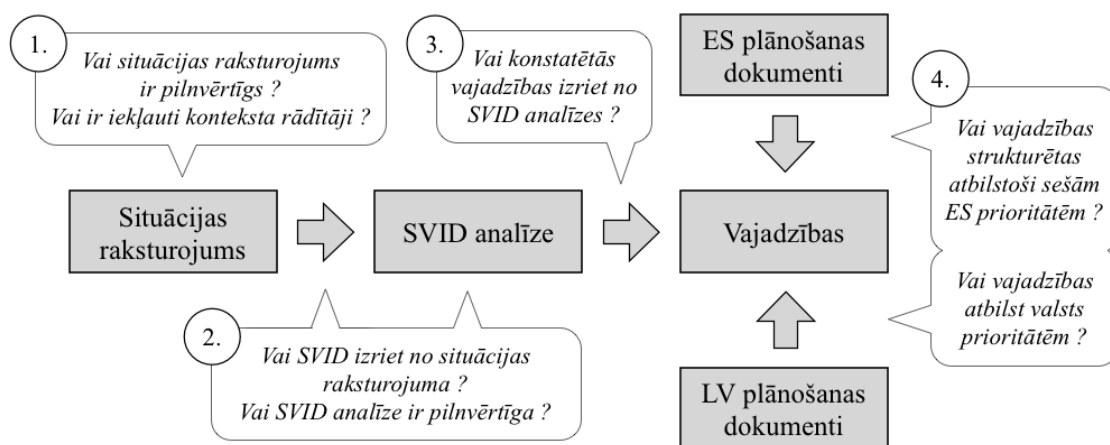 1.
Vai situācijas raksturojums
ir pilnvērtīgs ?
Vai ir iekļauti konteksta rādītāji ?
3.
Vai konstatētās
vajadzības izriet no
SVID analīzes ?
ES plānošanas
dokumenti
4.
Vai vajadzības
strukturētas
atbilstoši sešām
ES prioritātēm ?
Situācijas
raksturojums
SVID analīze
Vajadzības
Vai vajadzības
atbilst valsts
prioritātēm ?
2.
Vai SVID izriet no situācijas
raksturojuma ?
Vai SVID analīze ir pilnvērtīga ?
LV plānošanas
dokumenti